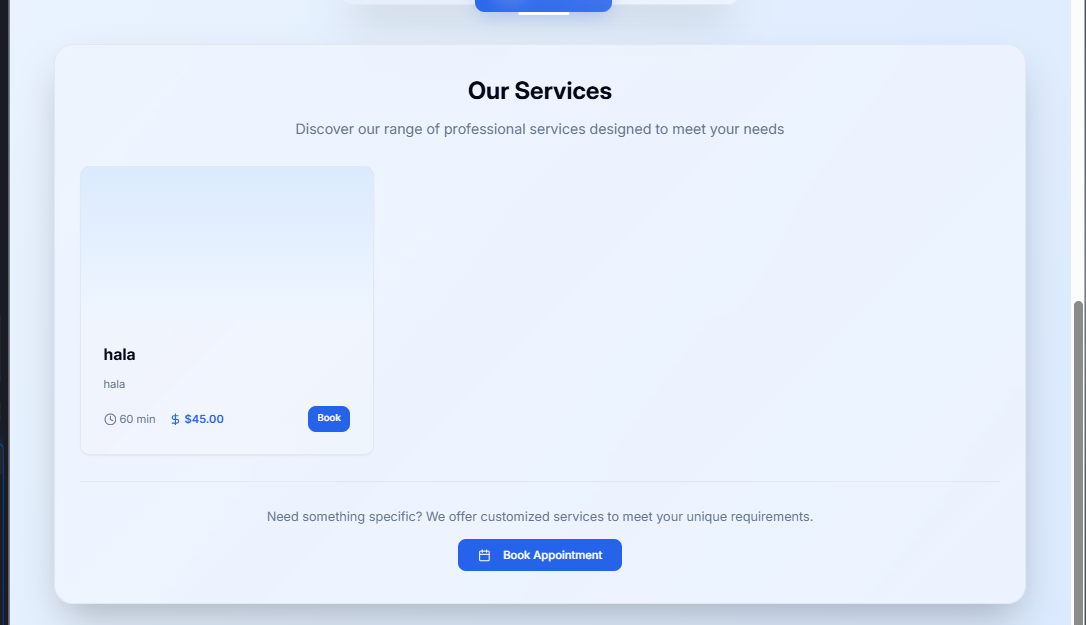 Our Services
Discover our range of professional services designed to meet your needs
hala
hala
60 min $ $45.00 Book
Need something specific? We offer customized services to meet your unique requirements.
Book Appointment